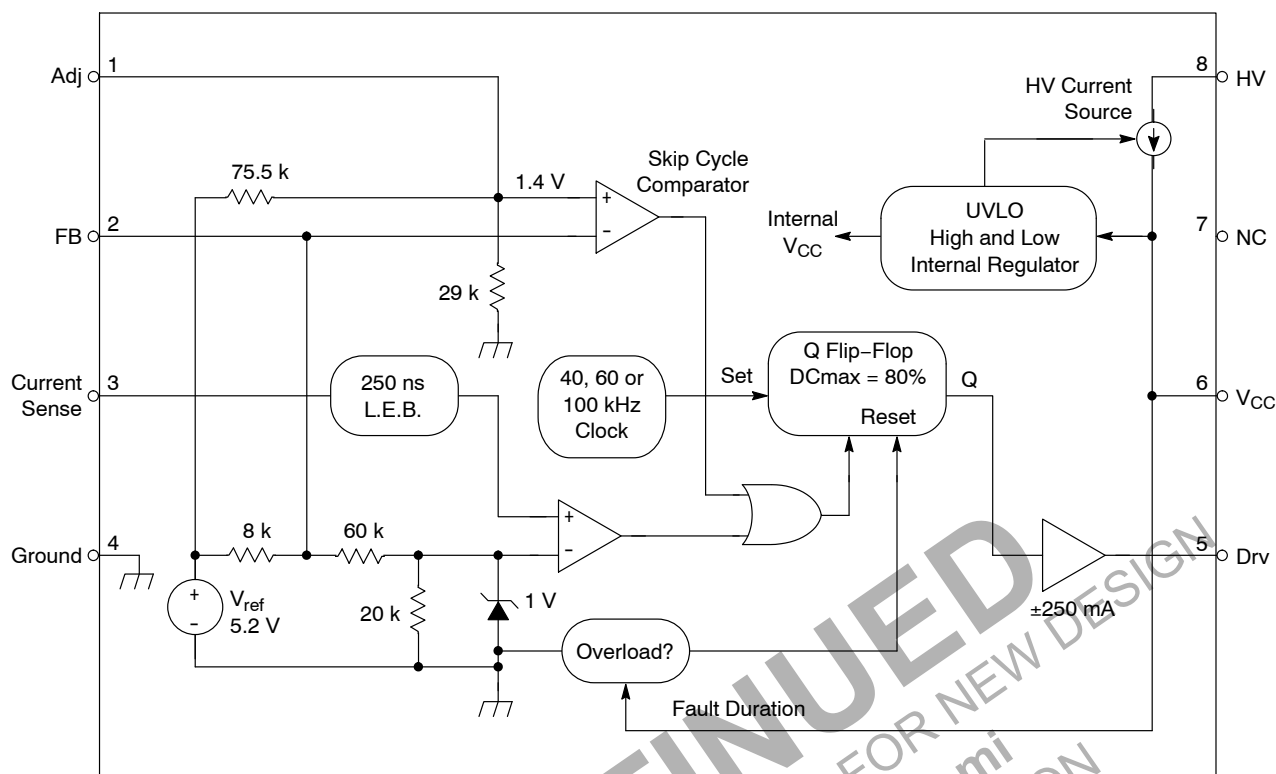 Adj
1
HV Current
Source
8
HV
75.5 k
1.4 V
Skip Cycle
Comparator
+
-
FB
2
Internal
VCC
UVLO
High and Low
Internal Regulator
7
NC
29 k
Current
Sense
3
250 ns
L.E.B.
40, 60 or
100 kHz
Clock
Set
Q Flip-Flop
DCmax = 80%
Reset
Q
6
VCC
+
-
Ground
4
8 k
60 k
+
-
Vref
5.2 V
20 k
1 V
Overload?
Fault Duration
±250 mA
5
Drv
TINUED
FOR NEW DESIGN